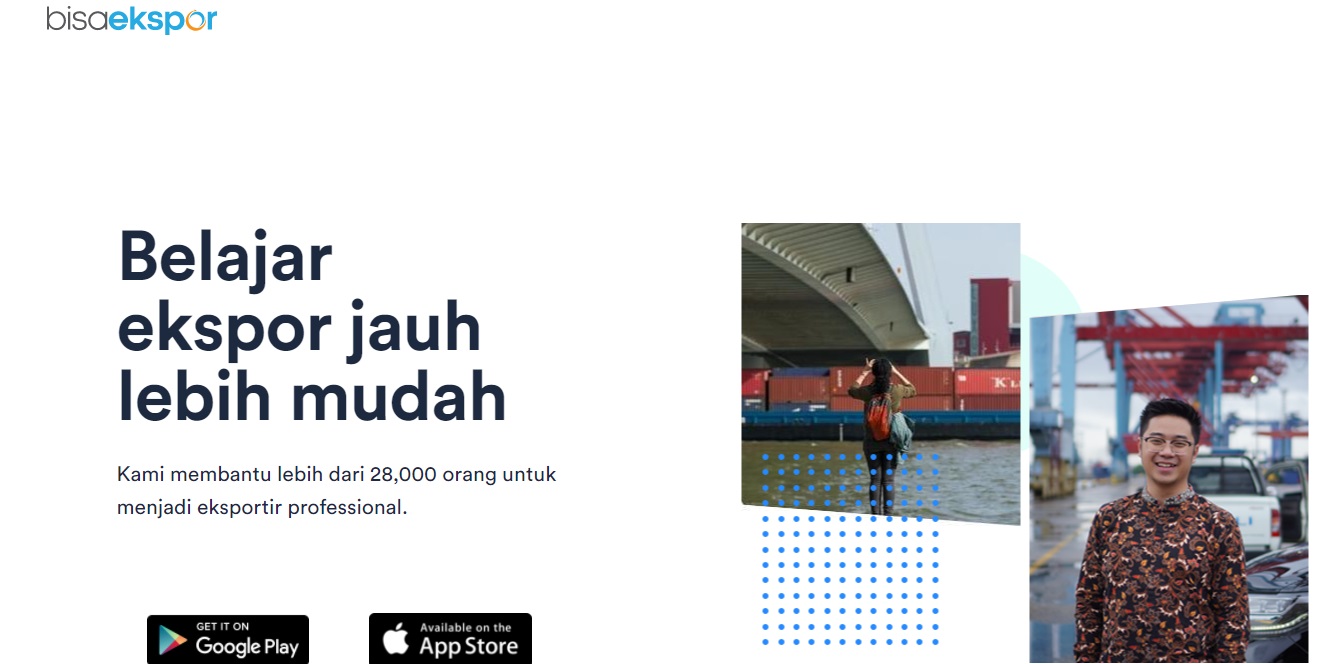 bisaekspor
Belajar
ekspor jauh
lebih mudah
Kami membantu lebih dari 28,000 orang untuk
menjadi eksportir professional.
GET IT ON
Google Play
Available on the
App Store